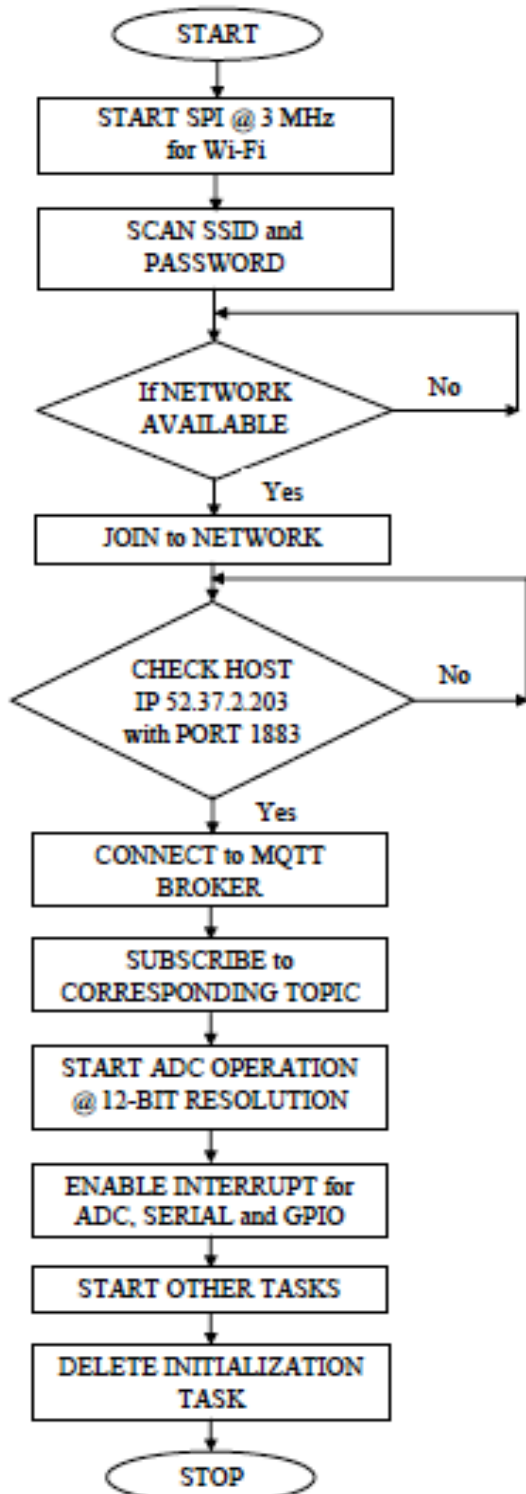 START
START SPI @ 3 MHz
for Wi-Fi
SCAN SSID and
PASSWORD
If NETWORK
AVAILABLE
No
Yes
JOIN to NETWORK
CHECK HOST
IP 52.37.2.203
with PORT 1883
No
Yes
CONNECT to MQTT
BROKER
SUBSCRIBE to
CORRESPONDING TOPIC
START ADC OPERATION
@ 12-BIT RESOLUTION
ENABLE INTERRUPT for
ADC, SERIAL and GPIO
START OTHER TASKS
DELETE INITIALIZATION
TASK
STOP